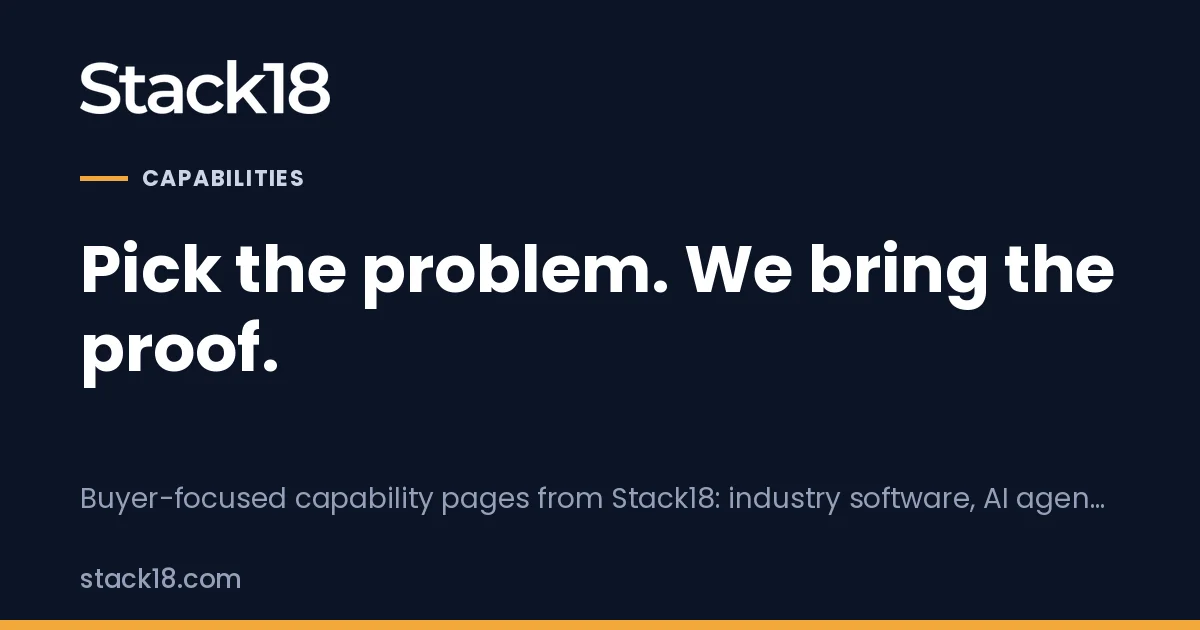 Stack18
CAPABILITIES
Pick the problem. We bring the
proof.
Buyer-focused capability pages from Stack18: industry software, AI agen…
stack18.com